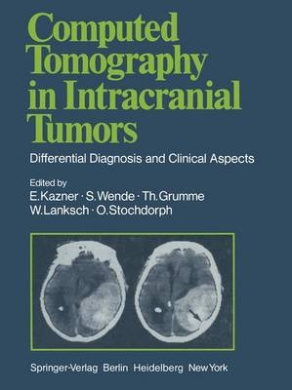 Computed
Tomography
in Intracranial
Tumors
Differential Diagnosis and Clinical Aspects
Edited by
E.Kazner · S.Wende · Th.Grumme
W.Lanksch · O.Stochdorph
Springer-Verlag Berlin Heidelberg New York